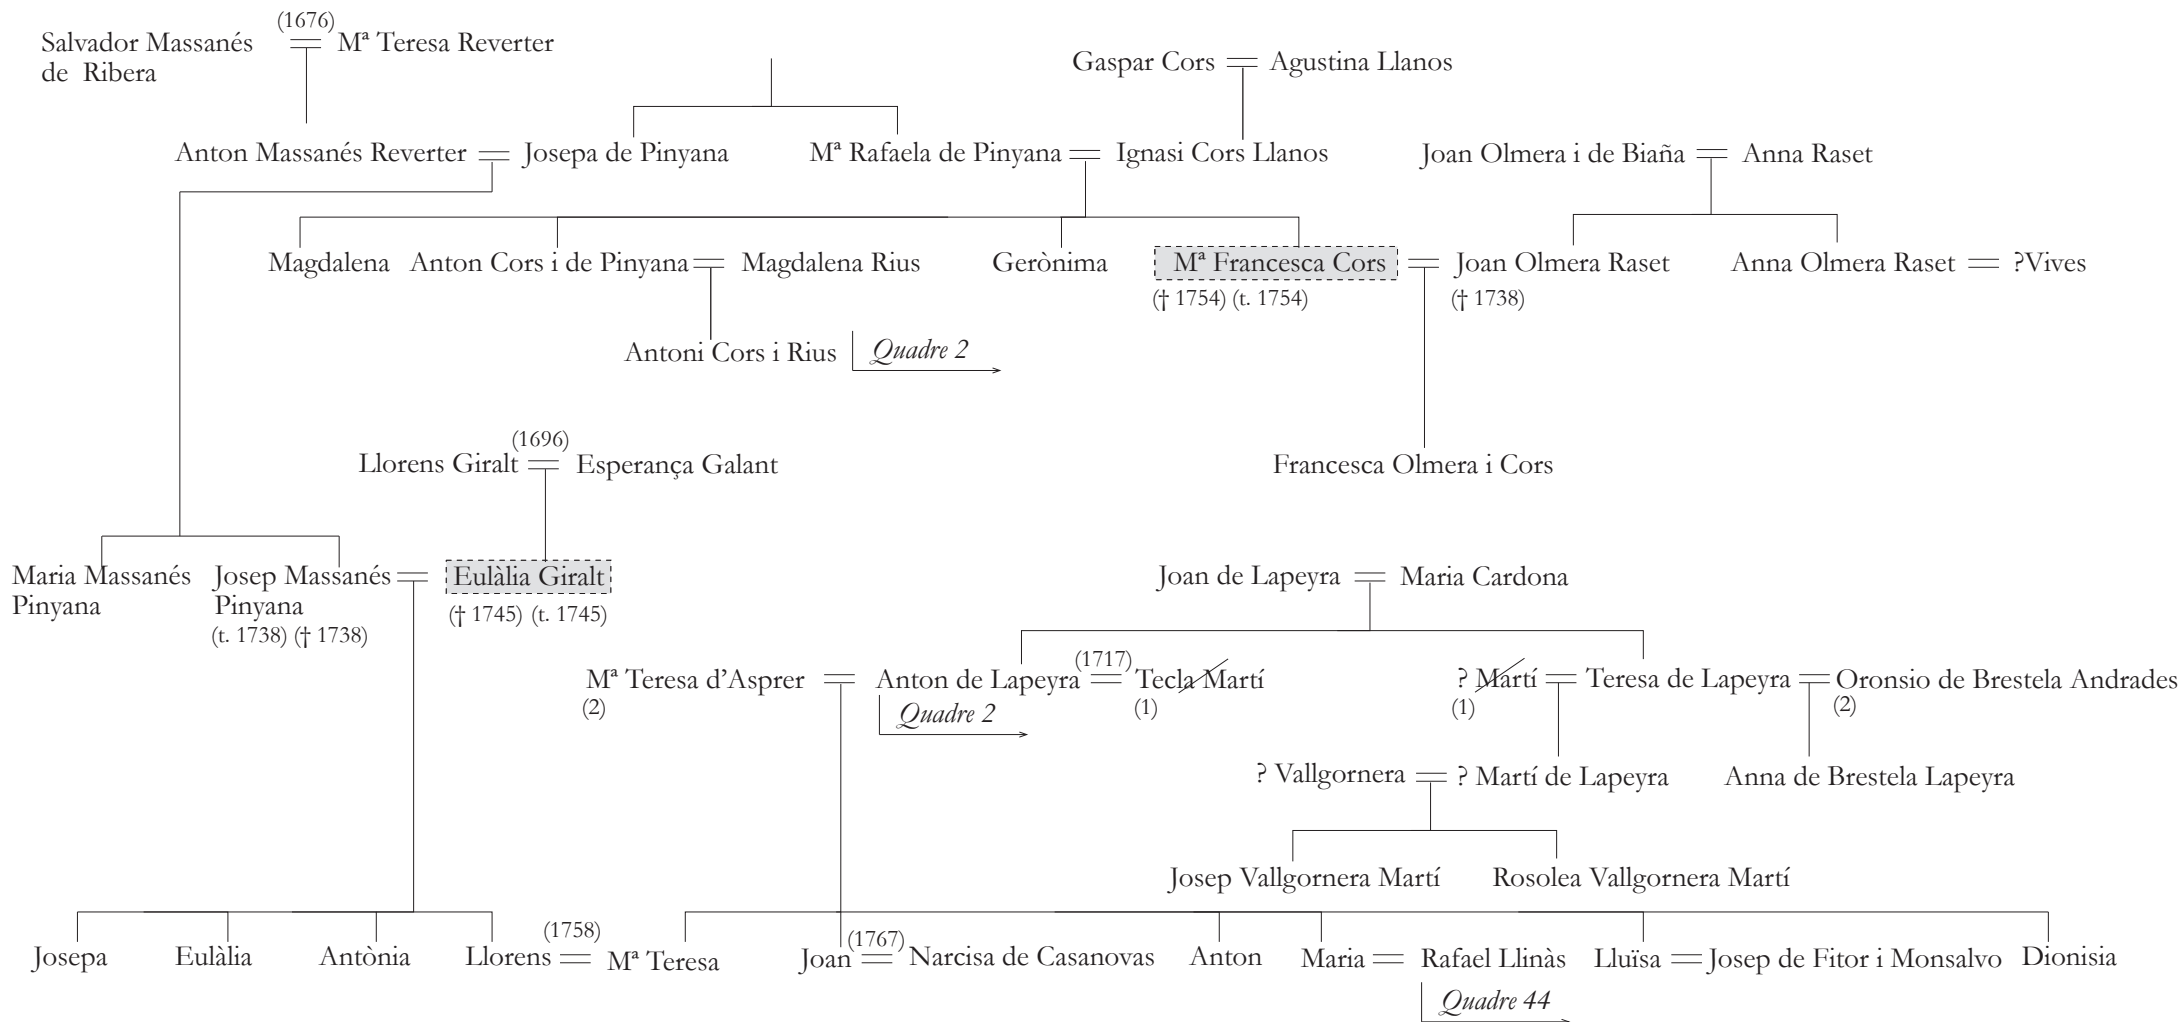 (1676)
Salvador Massanés Mª Teresa Reverter
de Ribera
Gaspar Cors Agustina Llanos
Anton Massanés Reverter Josepa de Pinyana Mª Rafaela de Pinyana Ignasi Cors Llanos Joan Olmera i de Biaña Anna Raset
Magdalena Anton Cors i de Pinyana Magdalena Rius Gerònima Mª Francesca Cors Joan Olmera Raset Anna Olmera Raset ?Vives
(† 1754) (t. 1754) († 1738)
Antoni Cors i Rius Quadre 2
(1696)
Llorens Giralt Esperança Galant Francesca Olmera i Cors
Maria Massanés Josep Massanés Eulàlia Giralt Joan de Lapeyra Maria Cardona
Pinyana Pinyana
(t. 1738) († 1738) († 1745) (t. 1745)
(1717)
Mª Teresa d'Asprer Anton de Lapeyra Tecla Martí ? Martí Teresa de Lapeyra Oronsio de Brestela Andrades
(2) Quadre 2 (1) (1) (2)
? Vallgornera ? Martí de Lapeyra Anna de Brestela Lapeyra
Josep Vallgornera Martí Rosolea Vallgornera Martí
(1758) (1767)
Josepa Eulàlia Antònia Llorens Mª Teresa Joan Narcisa de Casanovas Anton Maria Rafael Llinàs Lluïsa Josep de Fitor i Monsalvo Dionisia
Quadre 44